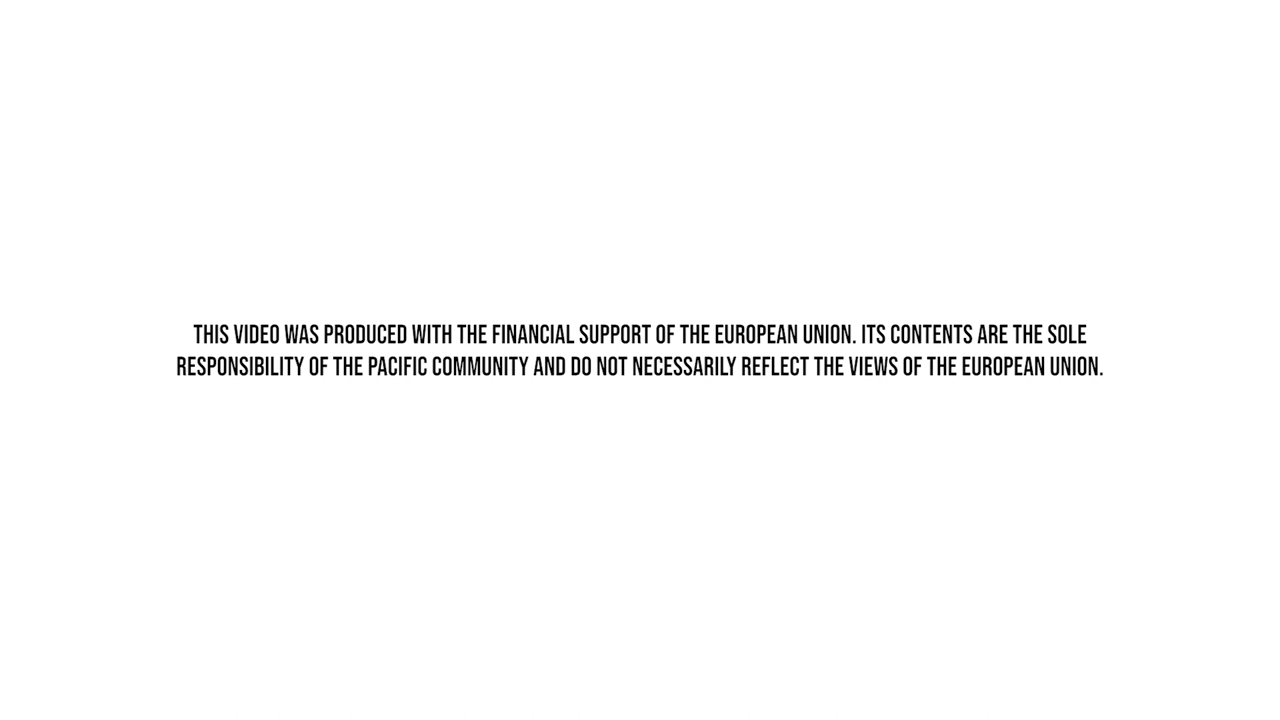 THIS VIDEO WAS PRODUCED WITH THE FINANCIAL SUPPORT OF THE EUROPEAN UNION. ITS CONTENTS ARE THE SOLE
RESPONSIBILITY OF THE PACIFIC COMMUNITY AND DO NOT NECESSARILY REFLECT THE VIEWS OF THE EUROPEAN UNION.